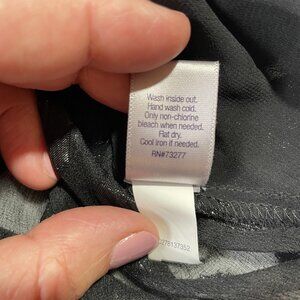 Wash inside out.
Hand wash cold.
Only non-chlorine
bleach when needed.
Flat dry.
Cool iron if needed.
RN#73277